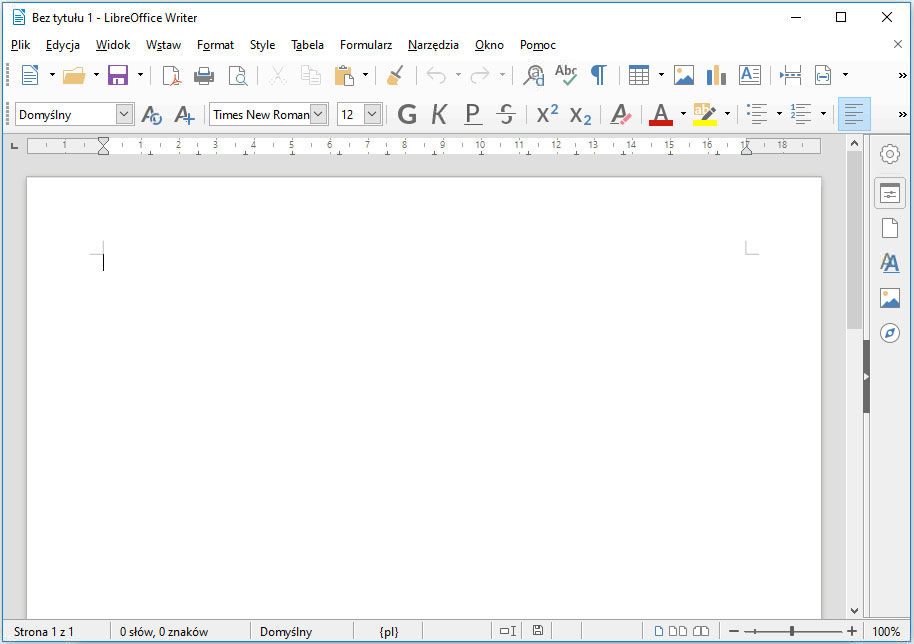 Bez tytułu 1 - LibreOffice Writer
Plik Edycja Widok Wstaw Format Style Tabela Formularz Narzędzia Okno Pomoc
Abc A
Domyślny A A Times New Roman 12 G K P S X2 X2 A A ab
1 1 2 3 4 5 6 7 8 9 10 11 12 13 14 15 16 17 18
Strona 1 z 1 0 słów, 0 znaków Domyślny {pl} 100%